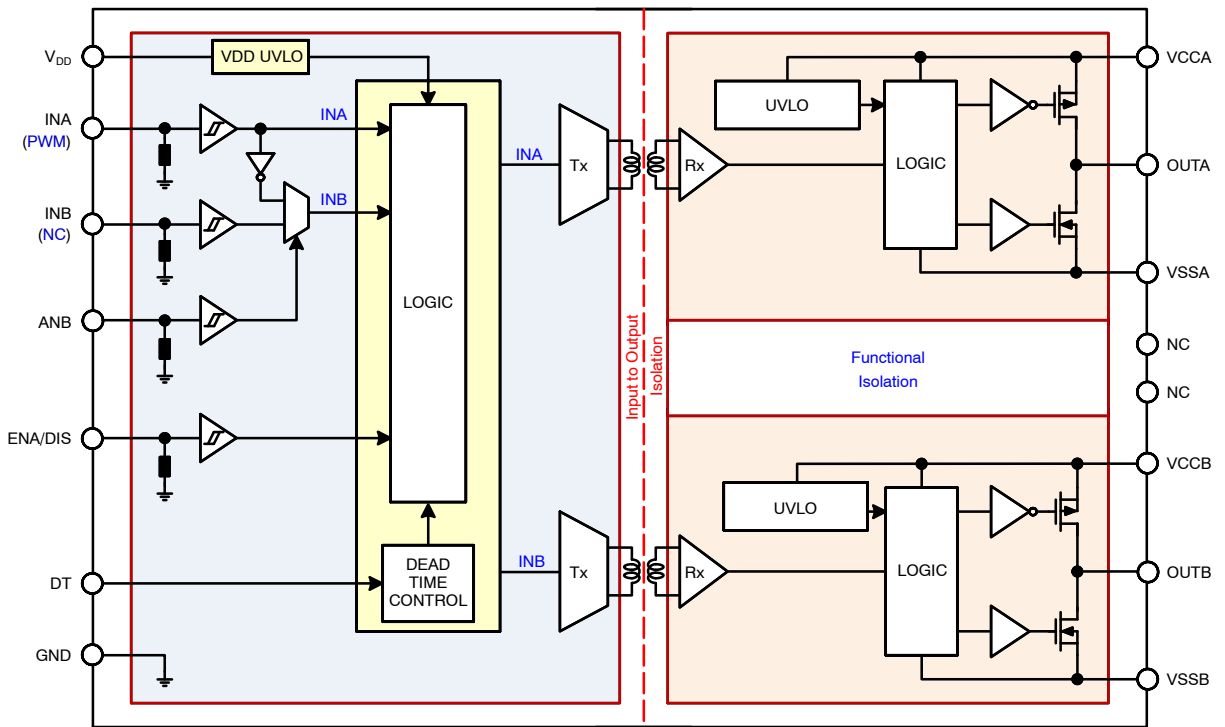 VDD
VDD UVLO
INA
(PWM)
INA
INB
(NC)
INB
ANB
ENA/DIS
LOGIC
DT
DEAD
TIME
CONTROL
GND
INA
Tx
INB
Tx
Input to Output
Isolation
Rx
UVLO
LOGIC
VCCA
OUTA
VSSA
Functional
Isolation
NC
NC
Rx
UVLO
LOGIC
VCCB
OUTB
VSSB